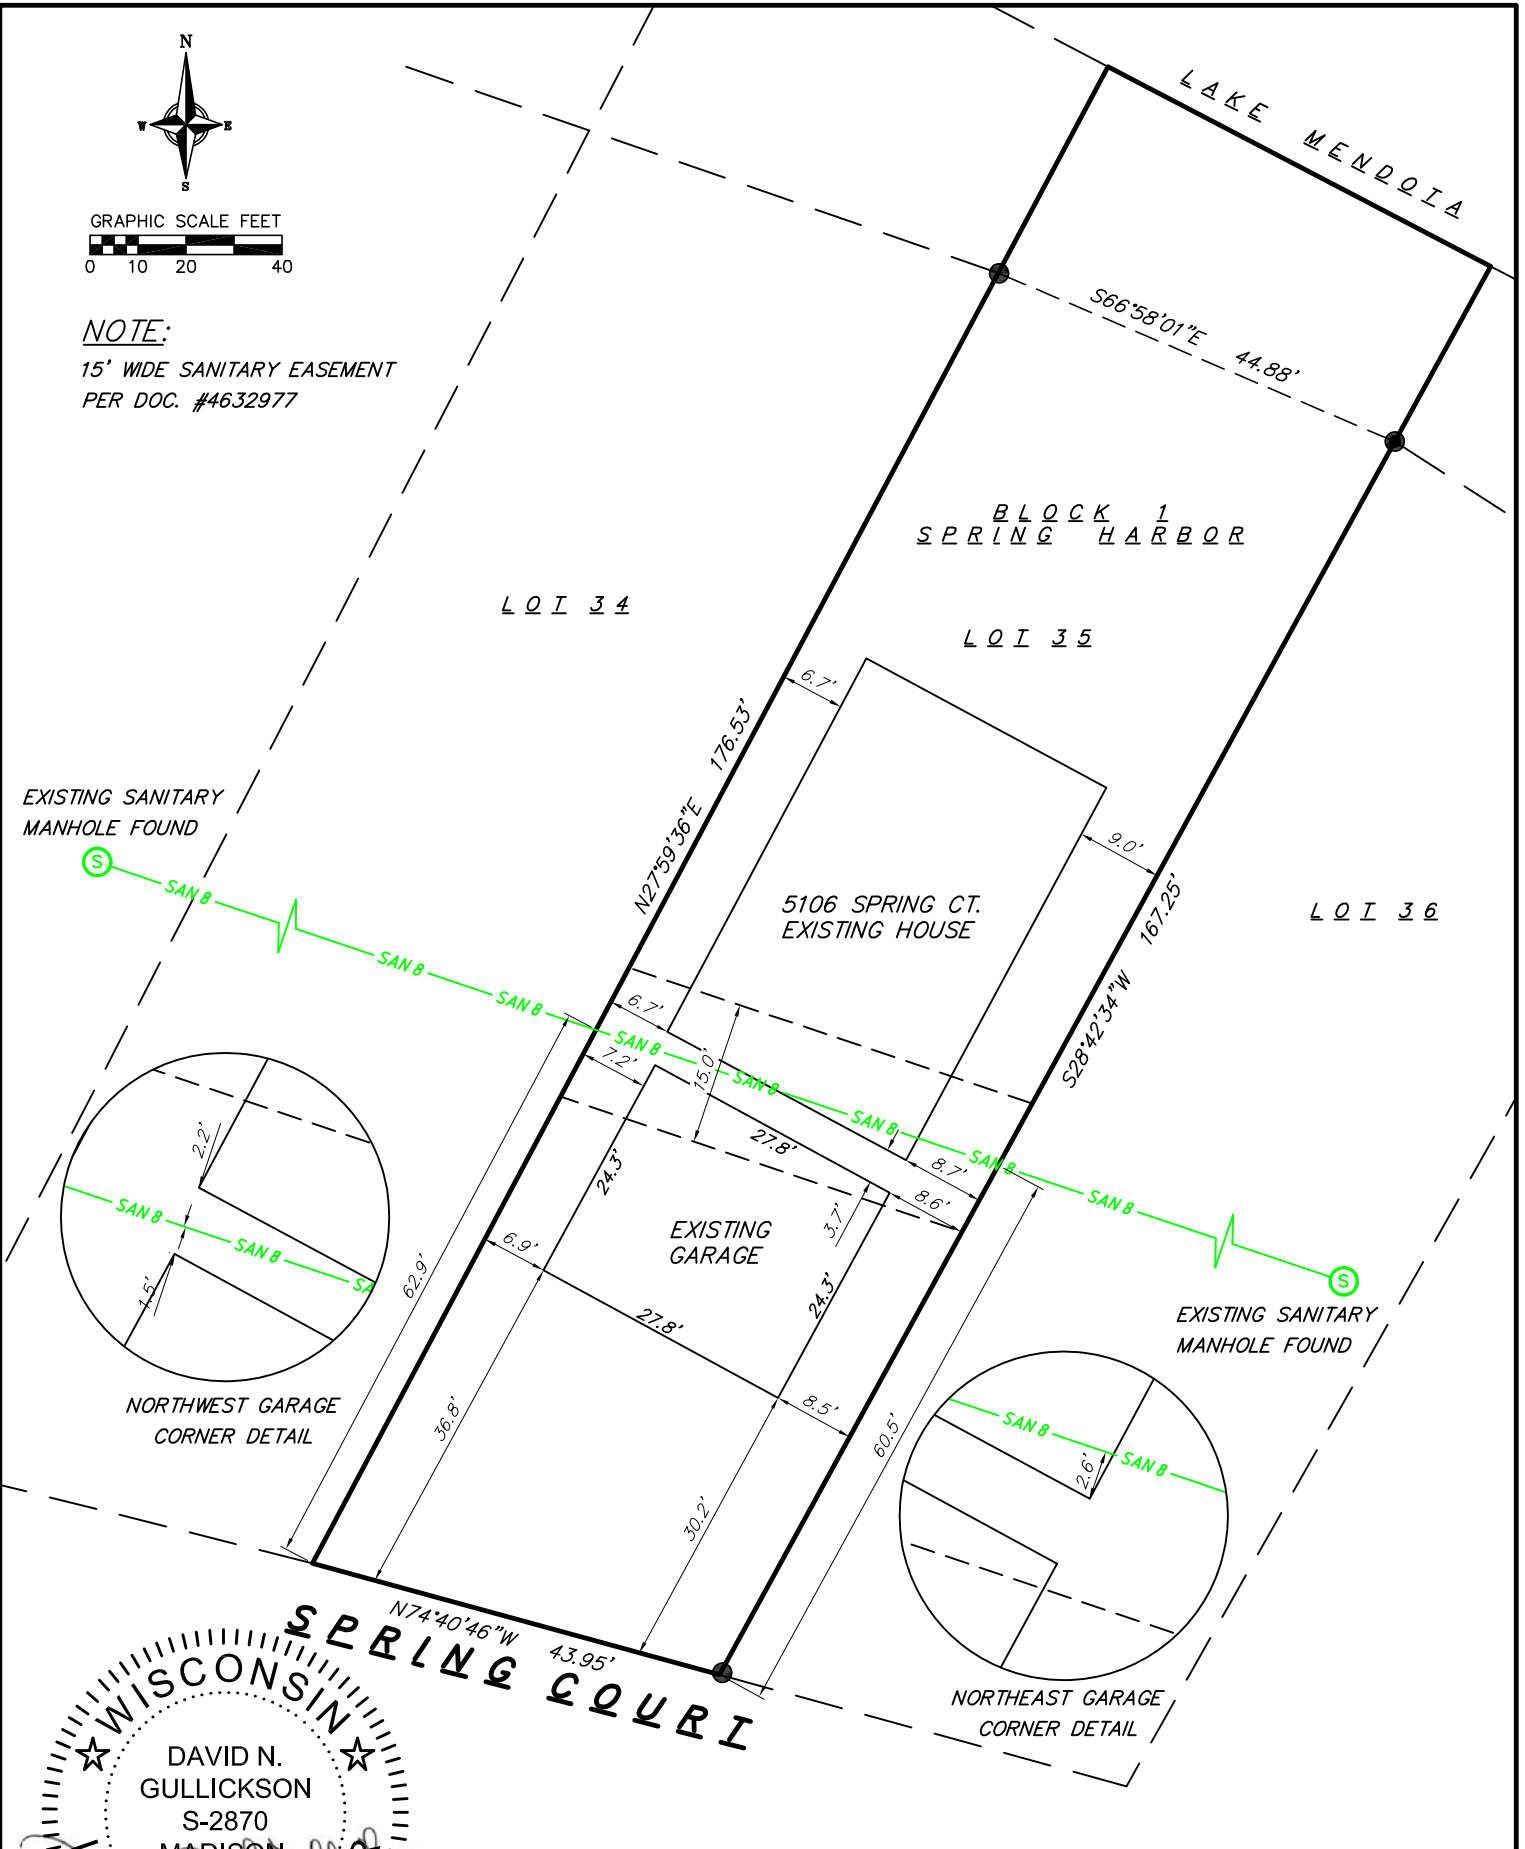 N
W E
S
GRAPHIC SCALE FEET
0 10 20 40
NOTE:
15' WIDE SANITARY EASEMENT
PER DOC. #4632977
LAKE MENDOTA
S66°58'01"E 44.88'
BLOCK 1
SPRING HARBOR
LOT 34
LOT 35
LOT 36
6.7'
N27°59'36"E 176.53'
9.0'
S28°42'34"W 167.25'
5106 SPRING CT.
EXISTING HOUSE
EXISTING SANITARY
MANHOLE FOUND
S
SAN 8
SAN 8
SAN 8
SAN 8
SAN 8
SAN 8
SAN 8
SAN 8
S
EXISTING SANITARY
MANHOLE FOUND
6.7'
7.2'
15.0'
27.8'
24.3'
8.7'
8.6'
3.7'
EXISTING
GARAGE
6.9'
24.3'
27.8'
8.5'
62.9'
36.8'
30.2'
60.5'
2.2'
SAN 8
SAN 8
SA
1.5'
NORTHWEST GARAGE
CORNER DETAIL
SAN 8
SAN 8
2.6'
NORTHEAST GARAGE
CORNER DETAIL
N74°40'46"W 43.95'
SPRING COURT
WISCONSIN
DAVID N.
GULLICKSON
S-2870
MADISON